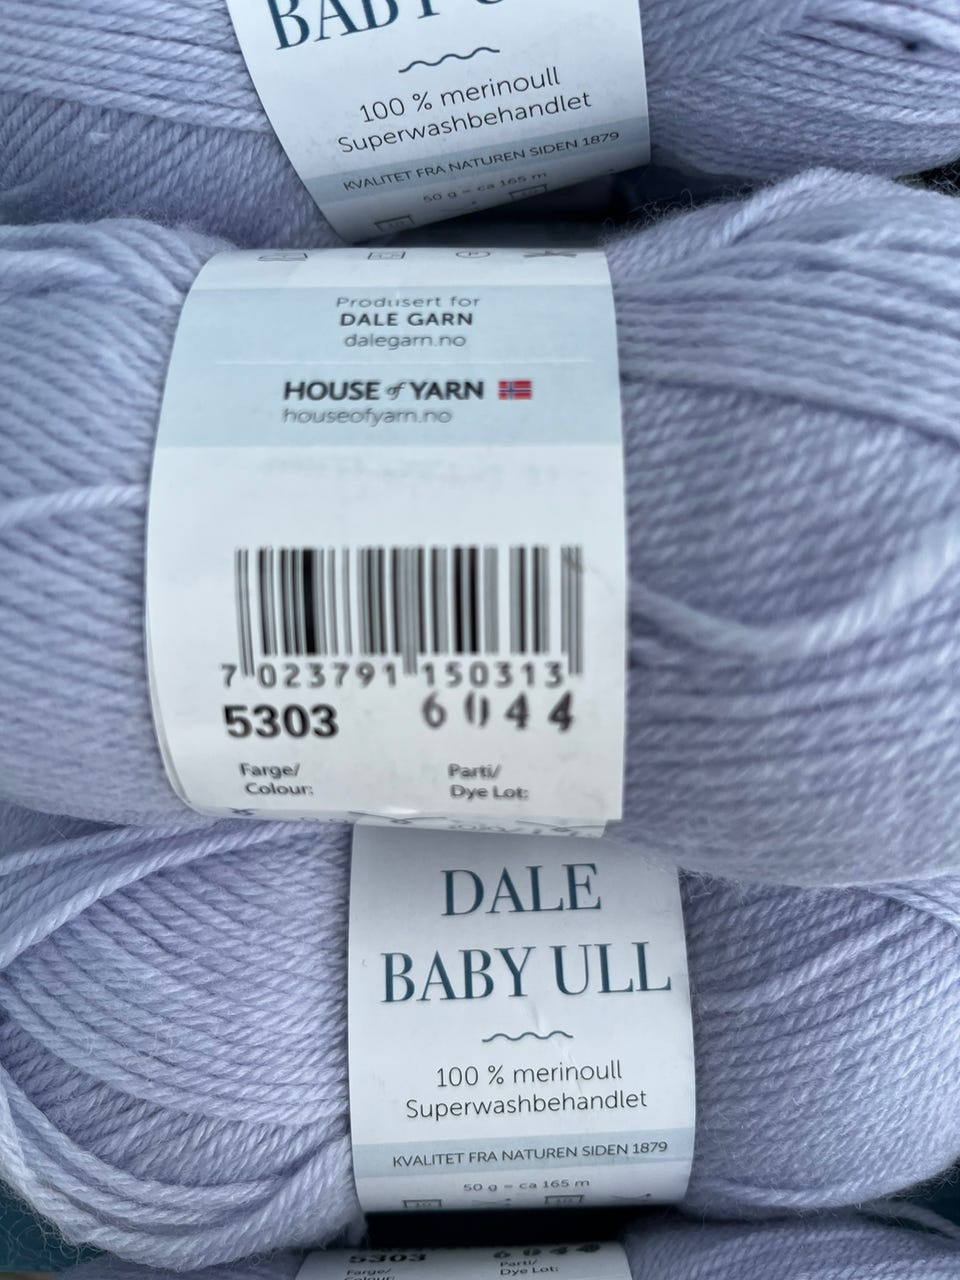 BABY U
100 % merinoull
Superwashbehandlet
KVALITET FRA NATUREN SIDEN 1879
50 g = ca 165 m
Produsert for
DALE GARN
dalegarn.no
HOUSE of YARN
houseofyarn.no
7 023791 150313
5303 6044
Farge/ Parti/
Colour: Dye Lot:
DALE
BABY ULL
100 % merinoull
Superwashbehandlet
KVALITET FRA NATUREN SIDEN 1879
50 g = ca 165 m
5303 6044
Farge/ Parti/
Colour: Dye Lot: